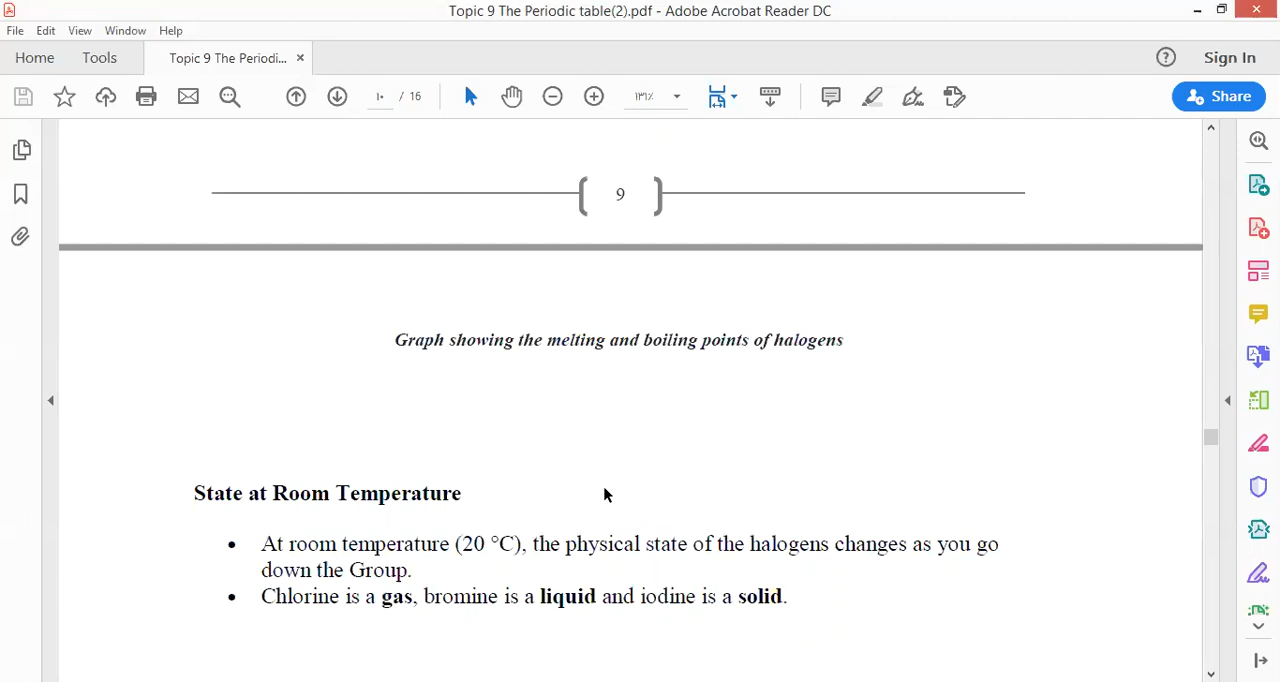 Topic 9 The Periodic table(2).pdf - Adobe Acrobat Reader DC
File Edit View Window Help
Home Tools Topic 9 The Periodi... × Sign In
١٠ / 16 ١٣١٪ Share
9
Graph showing the melting and boiling points of halogens
State at Room Temperature
• At room temperature (20 °C), the physical state of the halogens changes as you go
down the Group.
• Chlorine is a gas, bromine is a liquid and iodine is a solid.